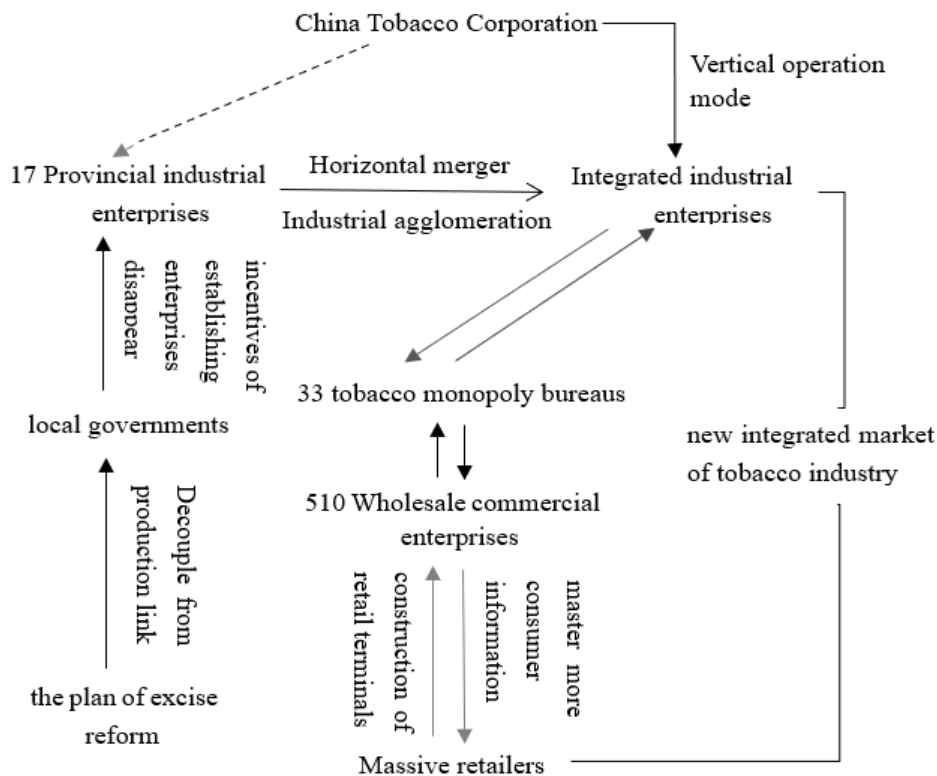 China Tobacco Corporation
Vertical operation
mode
17 Provincial industrial
enterprises
Horizontal merger
Industrial agglomeration
Integrated industrial
enterprises
incentives of
establishing
enterprises
disappear
33 tobacco monopoly bureaus
local governments
new integrated market
of tobacco industry
510 Wholesale commercial
enterprises
Decouple from
production link
construction of
retail terminals
master more
consumer
information
the plan of excise
reform
Massive retailers